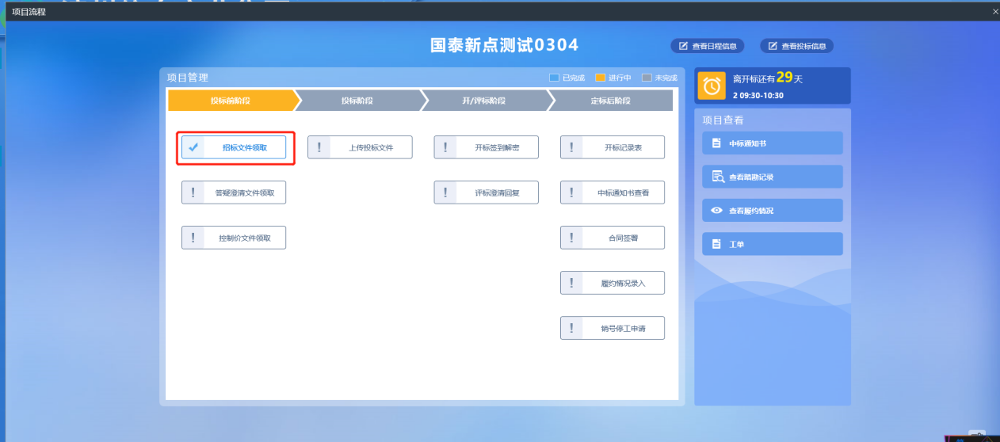 项目流程
国泰新点测试0304
查看日程信息
查看投标信息
项目管理
已完成
进行中
未完成
投标前阶段
投标阶段
开/评标阶段
定标后阶段
招标文件领取
上传投标文件
开标签到解密
开标记录表
答疑澄清文件领取
评标澄清回复
中标通知书查看
控制价文件领取
合同签署
履约情况录入
销号停工申请
离开标还有29天
2 09:30-10:30
项目查看
中标通知书
查看踏勘记录
查看履约情况
工单